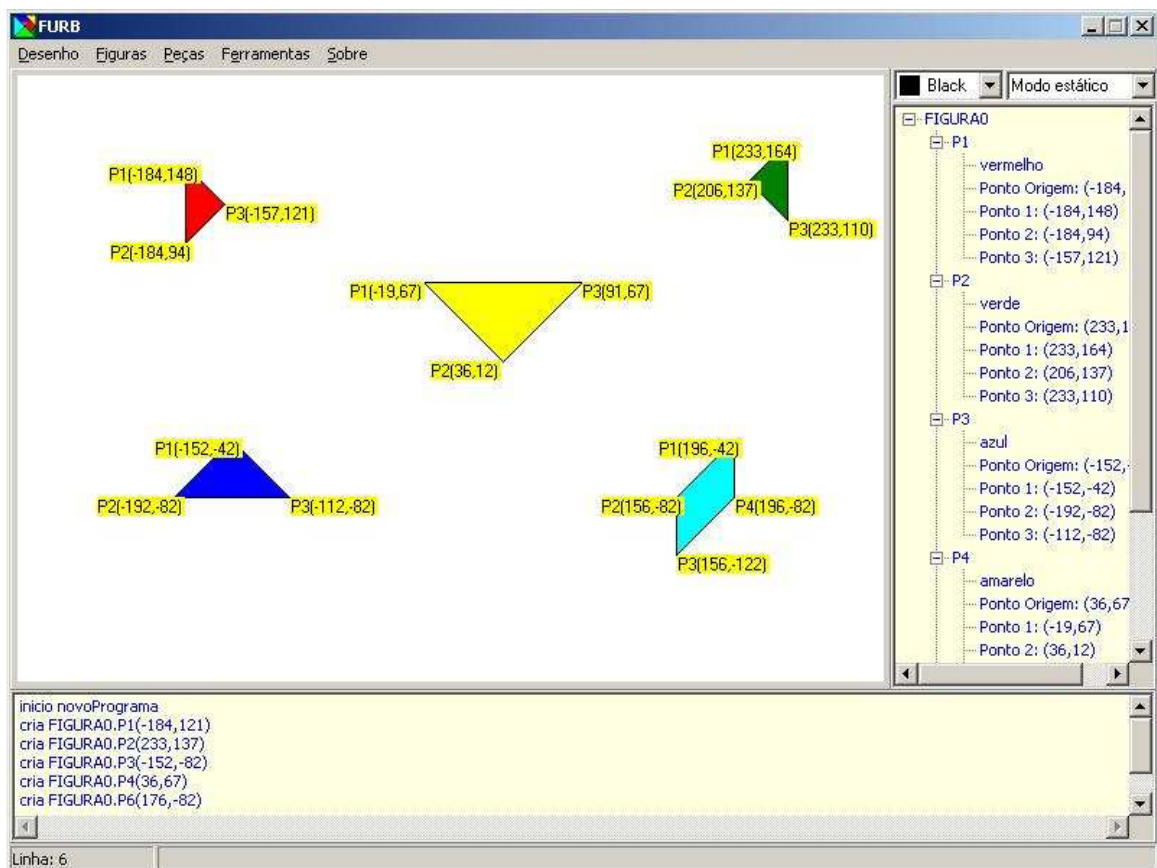 FURB
Desenho Figuras Peças Ferramentas Sobre
Black Modo estático
P1(-184,148)
P3(-157,121)
P2(-184,94)
P1(233,164)
P2(206,137)
P3(233,110)
P1(-19,67)
P3(91,67)
P2(36,12)
P1(-152,-42)
P2(-192,-82)
P3(-112,-82)
P1(196,-42)
P2(156,-82)
P4(196,-82)
P3(156,-122)
FIGURA0
P1
vermelho
Ponto Origem: (-184,
Ponto 1: (-184,148)
Ponto 2: (-184,94)
Ponto 3: (-157,121)
P2
verde
Ponto Origem: (233,1
Ponto 1: (233,164)
Ponto 2: (206,137)
Ponto 3: (233,110)
P3
azul
Ponto Origem: (-152,-
Ponto 1: (-152,-42)
Ponto 2: (-192,-82)
Ponto 3: (-112,-82)
P4
amarelo
Ponto Origem: (36,67
Ponto 1: (-19,67)
Ponto 2: (36,12)
inicio novoPrograma
cria FIGURA0.P1(-184,121)
cria FIGURA0.P2(233,137)
cria FIGURA0.P3(-152,-82)
cria FIGURA0.P4(36,67)
cria FIGURA0.P6(176,-82)
Linha: 6